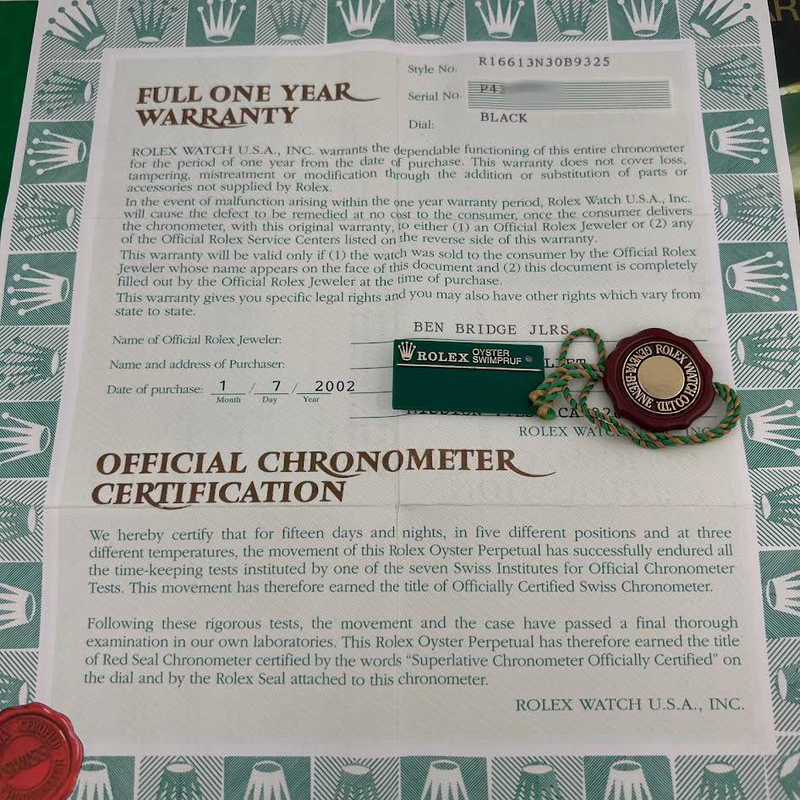 Style No. R16613N30B9325
Serial No. P43
Dial: BLACK
FULL ONE YEAR
WARRANTY
ROLEX WATCH U.S.A., INC. warrants the dependable functioning of this entire chronometer
for the period of one year from the date of purchase. This warranty does not cover loss,
tampering, mistreatment or modification through the addition or substitution of parts or
accessories not supplied by Rolex.
In the event of malfunction arising within the one year warranty period, Rolex Watch U.S.A., Inc.
will cause the defect to be remedied at no cost to the consumer, once the consumer delivers
the chronometer, with this original warranty, to either (1) an Official Rolex Jeweler or (2) any
of the Official Rolex Service Centers listed on the reverse side of this warranty.
This warranty will be valid only if (1) the watch was sold to the consumer by the Official Rolex
Jeweler whose name appears on the face of this document and (2) this document is completely
filled out by the Official Rolex Jeweler at the time of purchase.
This warranty gives you specific legal rights and you may also have other rights which vary from
state to state.
Name of Official Rolex Jeweler: BEN BRIDGE JLRS
Name and address of Purchaser:
Date of purchase: 1 / 7 / 2002
Month Day Year
ROLEX OYSTER
SWIMPRUF
ROLEX WATCH CO LTD GENEVA-BIENNE
CA
ROLEX WATCH INC
OFFICIAL CHRONOMETER
CERTIFICATION
We hereby certify that for fifteen days and nights, in five different positions and at three
different temperatures, the movement of this Rolex Oyster Perpetual has successfully endured all
the time-keeping tests instituted by one of the seven Swiss Institutes for Official Chronometer
Tests. This movement has therefore earned the title of Officially Certified Swiss Chronometer.
Following these rigorous tests, the movement and the case have passed a final thorough
examination in our own laboratories. This Rolex Oyster Perpetual has therefore earned the title
of Red Seal Chronometer certified by the words “Superlative Chronometer Officially Certified” on
the dial and by the Rolex Seal attached to this chronometer.
ROLEX WATCH U.S.A., INC.